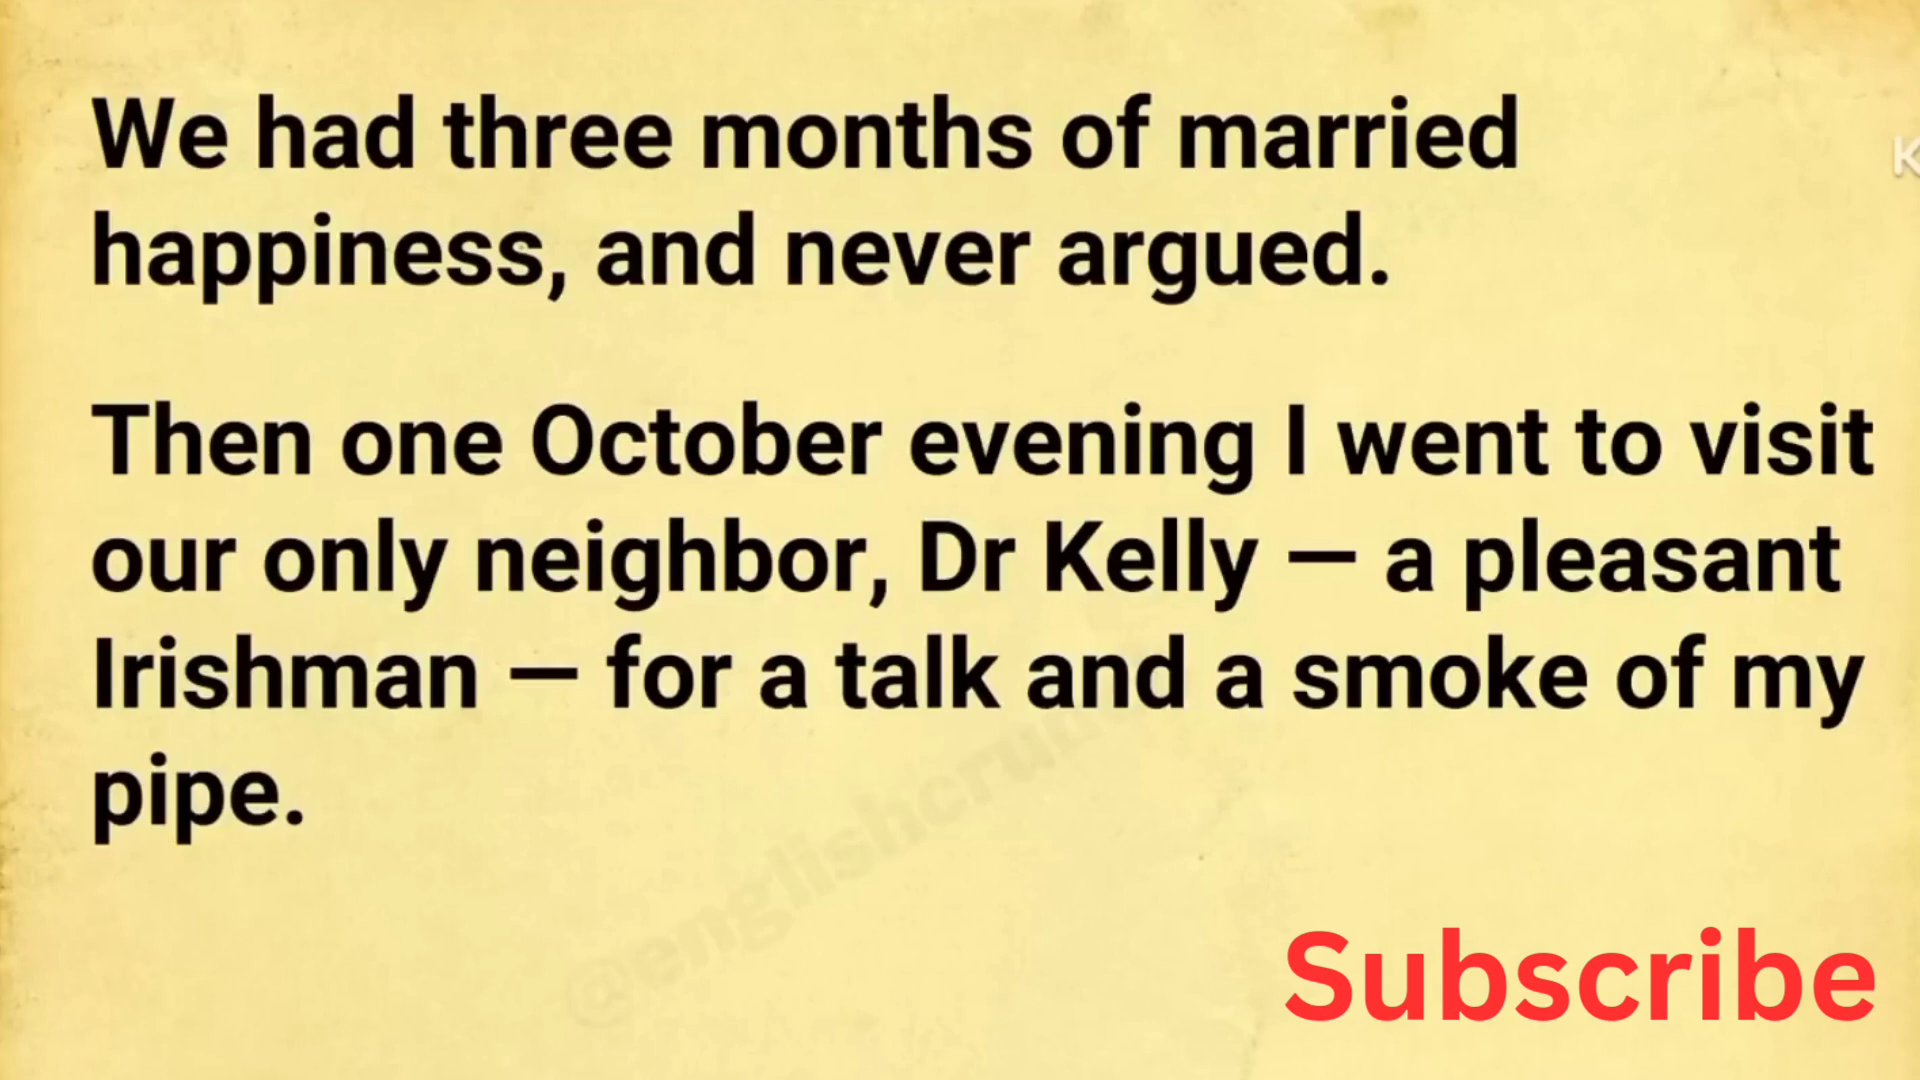 We had three months of married
happiness, and never argued.
Then one October evening I went to visit
our only neighbor, Dr Kelly — a pleasant
Irishman — for a talk and a smoke of my
pipe.
Subscribe